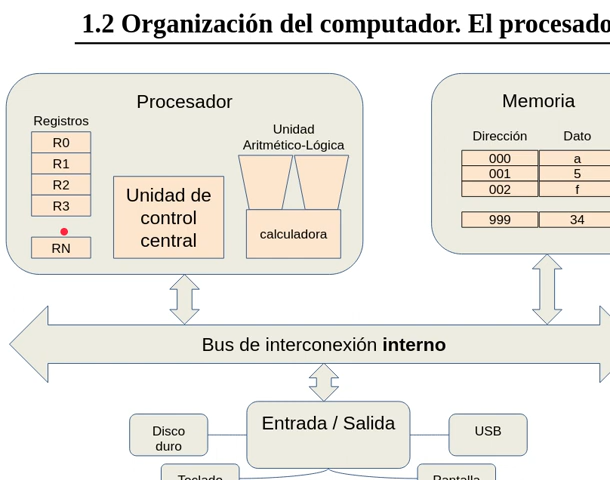 1.2 Organización del computador. El procesado
Procesador
Registros
R0
R1
R2
R3
RN
Unidad de
control
central
Unidad
Aritmético-Lógica
calculadora
Memoria
Dirección Dato
000 a
001 5
002 f
999 34
Bus de interconexión interno
Entrada / Salida
Disco
duro
USB
Teclado
Pantalla